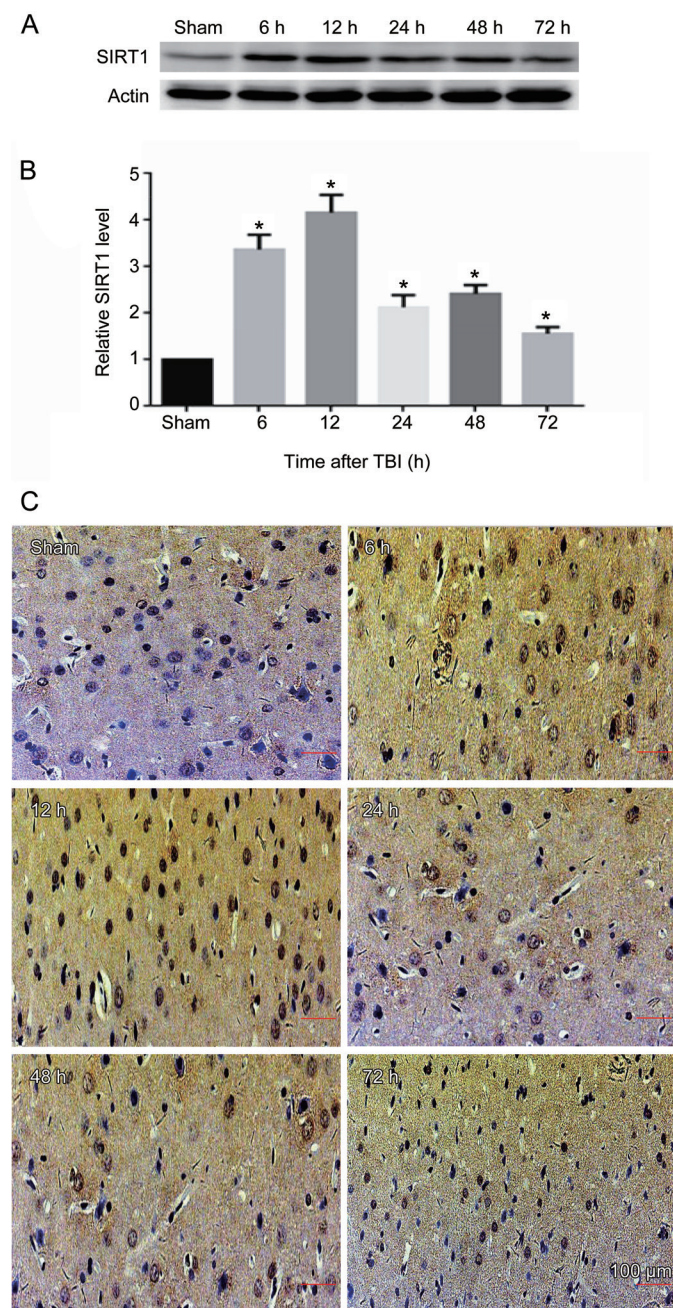 A
Sham 6 h 12 h 24 h 48 h 72 h
SIRT1
Actin
B
Relative SIRT1 level
5
4
3
2
1
0
* * * * *
Sham 6 12 24 48 72
Time after TBI (h)
C
Sham 6 h
12 h 24 h
48 h 72 h
100 μm